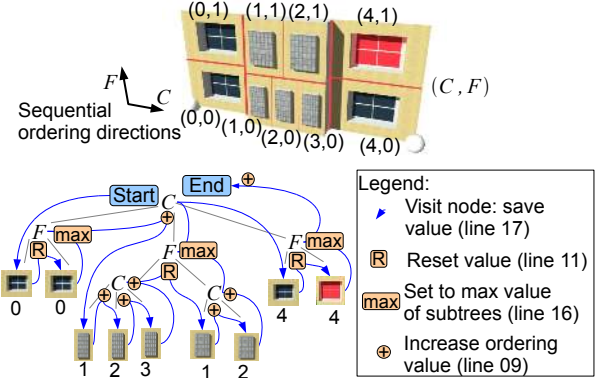 (0,1) (1,1) (2,1) (4,1)
F
C
(C , F)
Sequential
ordering directions
(0,0) (1,0) (2,0) (3,0) (4,0)
Start
C
End
F
max
R
F
max
R
F
max
R
C
C
0 0 4 4
1 2 3 1 2
Legend:
Visit node: save
value (line 17)
R Reset value (line 11)
max Set to max value
of subtrees (line 16)
Increase ordering
value (line 09)